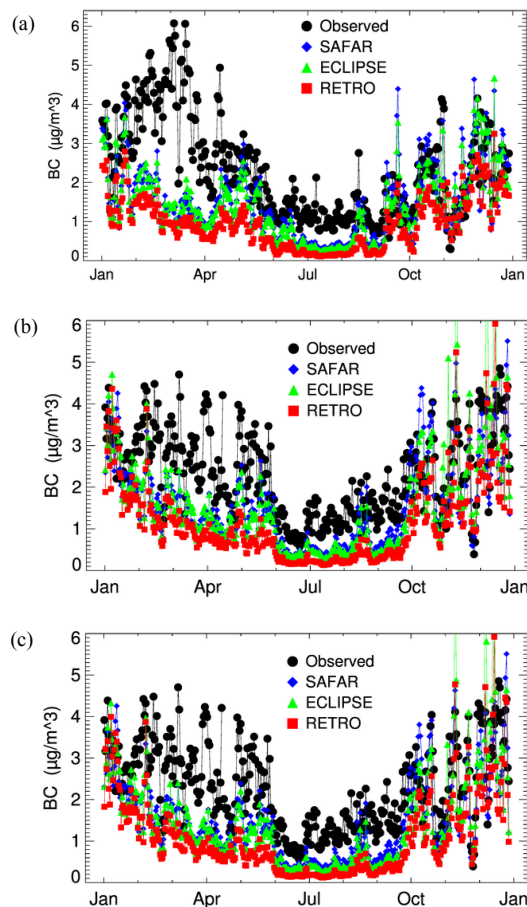 (a)
6
5
4
3
2
1
0
BC (µg/m^3)
Observed
SAFAR
ECLIPSE
RETRO
Jan Apr Jul Oct Jan
(b)
6
5
4
3
2
1
0
BC (µg/m^3)
Observed
SAFAR
ECLIPSE
RETRO
Jan Apr Jul Oct Jan
(c)
6
5
4
3
2
1
0
BC (µg/m^3)
Observed
SAFAR
ECLIPSE
RETRO
Jan Apr Jul Oct Jan